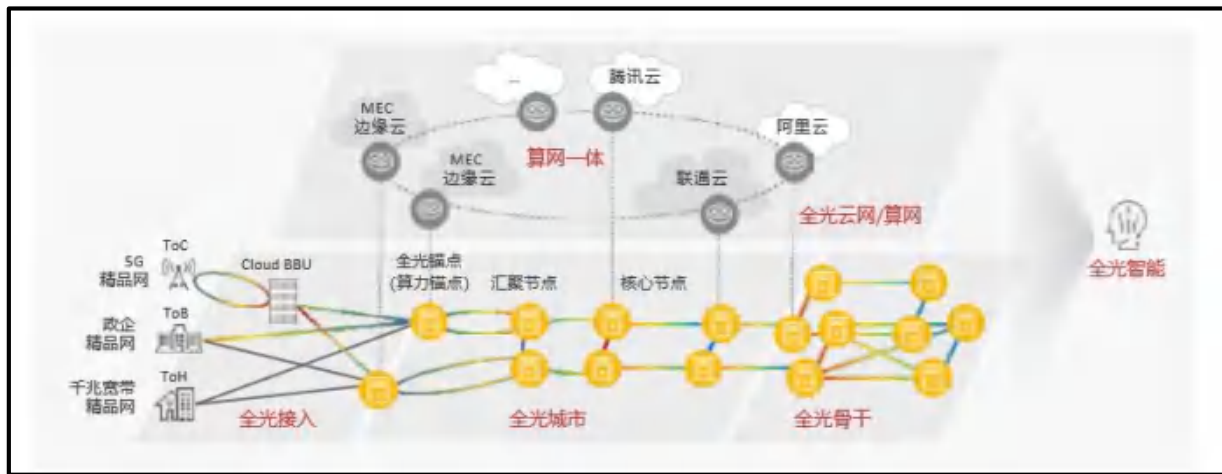 ...
腾讯云
MEC
边缘云
阿里云
算网一体
MEC
边缘云
联通云
全光云网/算网
5G
精品网
ToC
Cloud BBU
全光锚点
(算力锚点)
汇聚节点
核心节点
全光智能
政企
精品网
ToB
千兆宽带
精品网
ToH
全光接入
全光城市
全光骨干